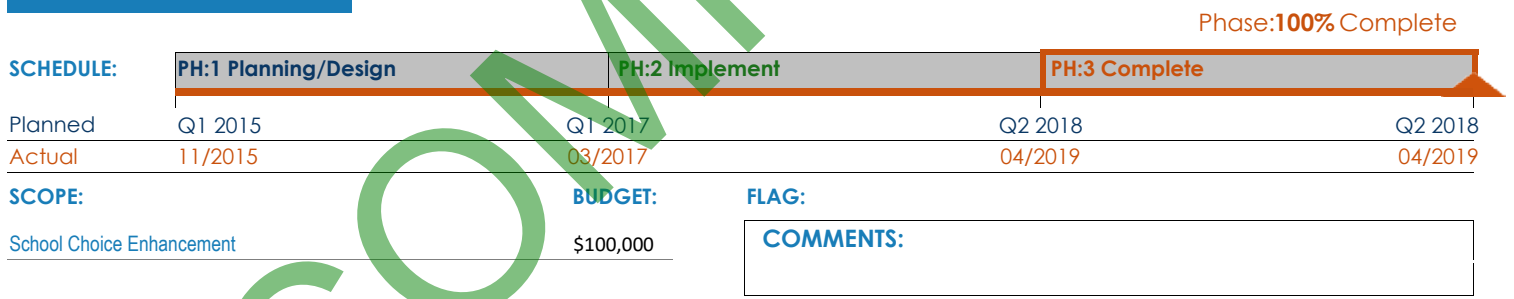 Phase:100% Complete
SCHEDULE: PH:1 Planning/Design PH:2 Implement PH:3 Complete
Planned Q1 2015 Q1 2017 Q2 2018 Q2 2018
Actual 11/2015 03/2017 04/2019 04/2019
SCOPE: BUDGET: FLAG:
School Choice Enhancement $100,000 COMMENTS: